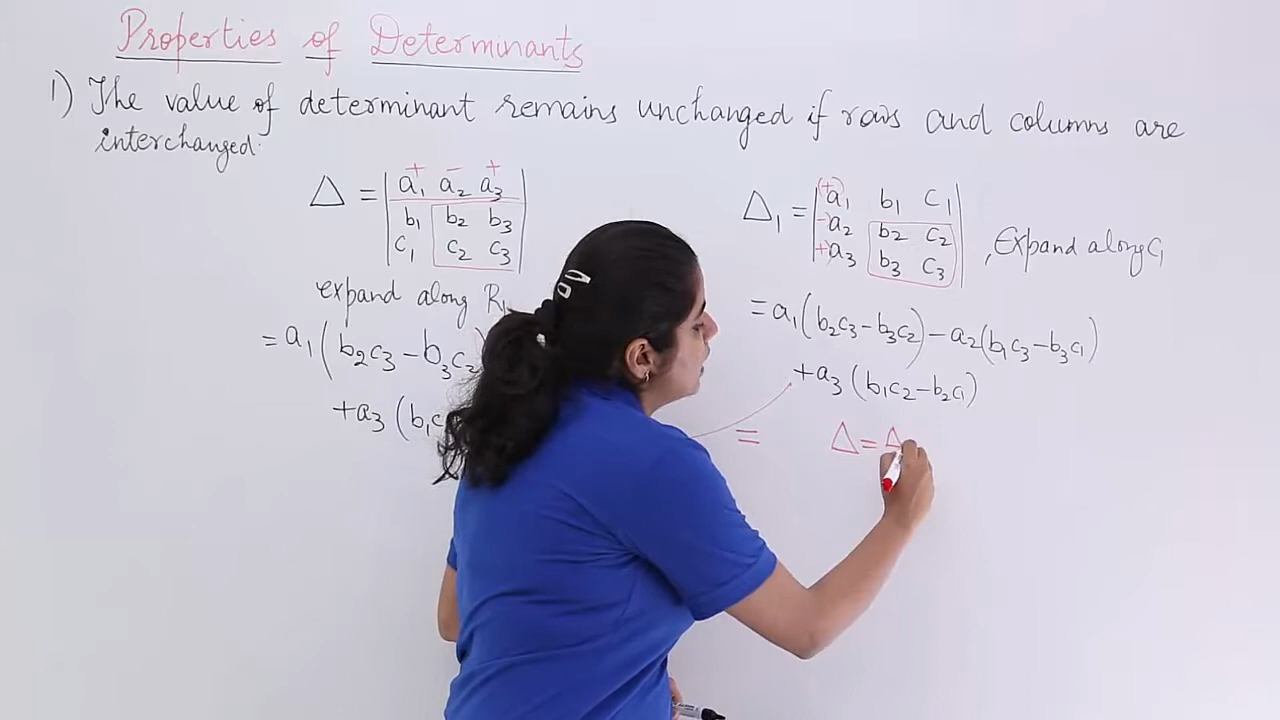 Properties of Determinants
1) The value of determinant remains unchanged if rows and columns are
interchanged.
+ − +
Δ = | a₁ a₂ a₃ |
| b₁ b₂ b₃ |
| c₁ c₂ c₃ |
expand along R₁
= a₁(b₂c₃ − b₃c₂)
+a₃(b₁c
Δ₁ = | (+)a₁ b₁ c₁ |
| −a₂ b₂ c₂ | , Expand along C₁
| +a₃ b₃ c₃ |
= a₁(b₂c₃ − b₃c₂) − a₂(b₁c₃ − b₃c₁)
+a₃(b₁c₂ − b₂c₁)
= Δ = Δ